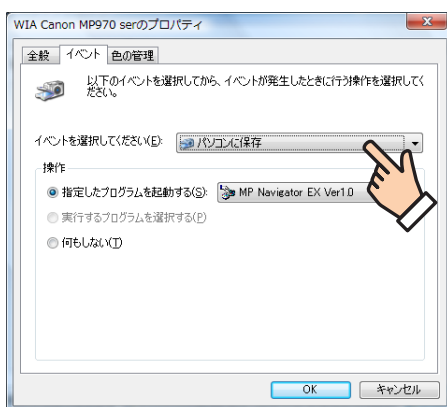 WIA Canon MP970 serのプロパティ
全般 イベント 色の管理
以下のイベントを選択してから、イベントが発生したときに行う操作を選択してく
ださい。
イベントを選択してください(E): パソコンに保存
操作
指定したプログラムを起動する(S): MP Navigator EX Ver1.0
実行するプログラムを選択する(P)
何もしない(T)
OK キャンセル